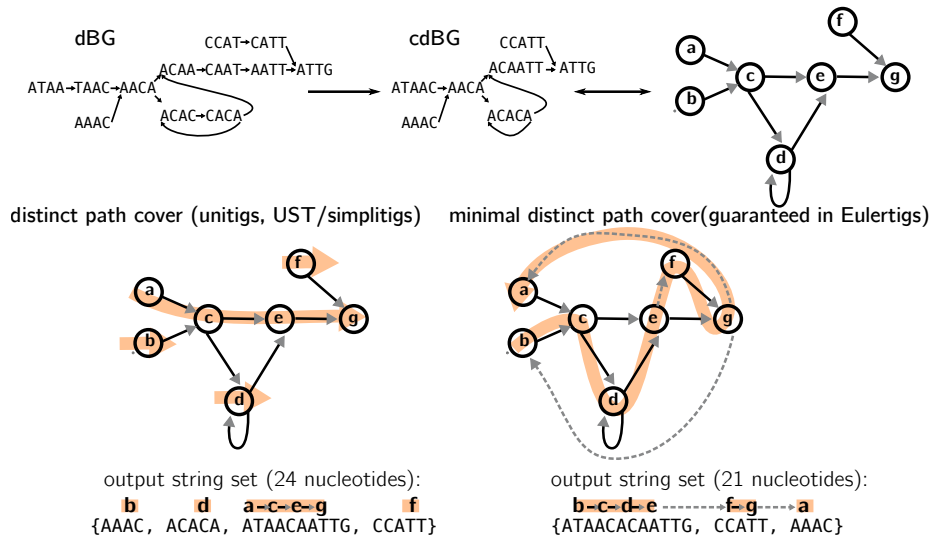 dBG
CCAT→CATT
ACAA→CAAT→AATT→ATTG
ATAA→TAAC→AACA
AAAC
ACAC→CACA
cdBG
CCATT
ACAATT→ATTG
ATAAC→AACA
AAAC
ACACA
f
a
c
e
g
b
d
distinct path cover (unitigs, UST/simplitigs)
minimal distinct path cover(guaranteed in Eulertigs)
f
a
c
e
g
b
d
f
a
c
e
g
b
d
output string set (24 nucleotides):
b d a-c-e-g f
{AAAC, ACACA, ATAACAATTG, CCATT}
output string set (21 nucleotides):
b-c-d-e f-g a
{ATAACACAATTG, CCATT, AAAC}